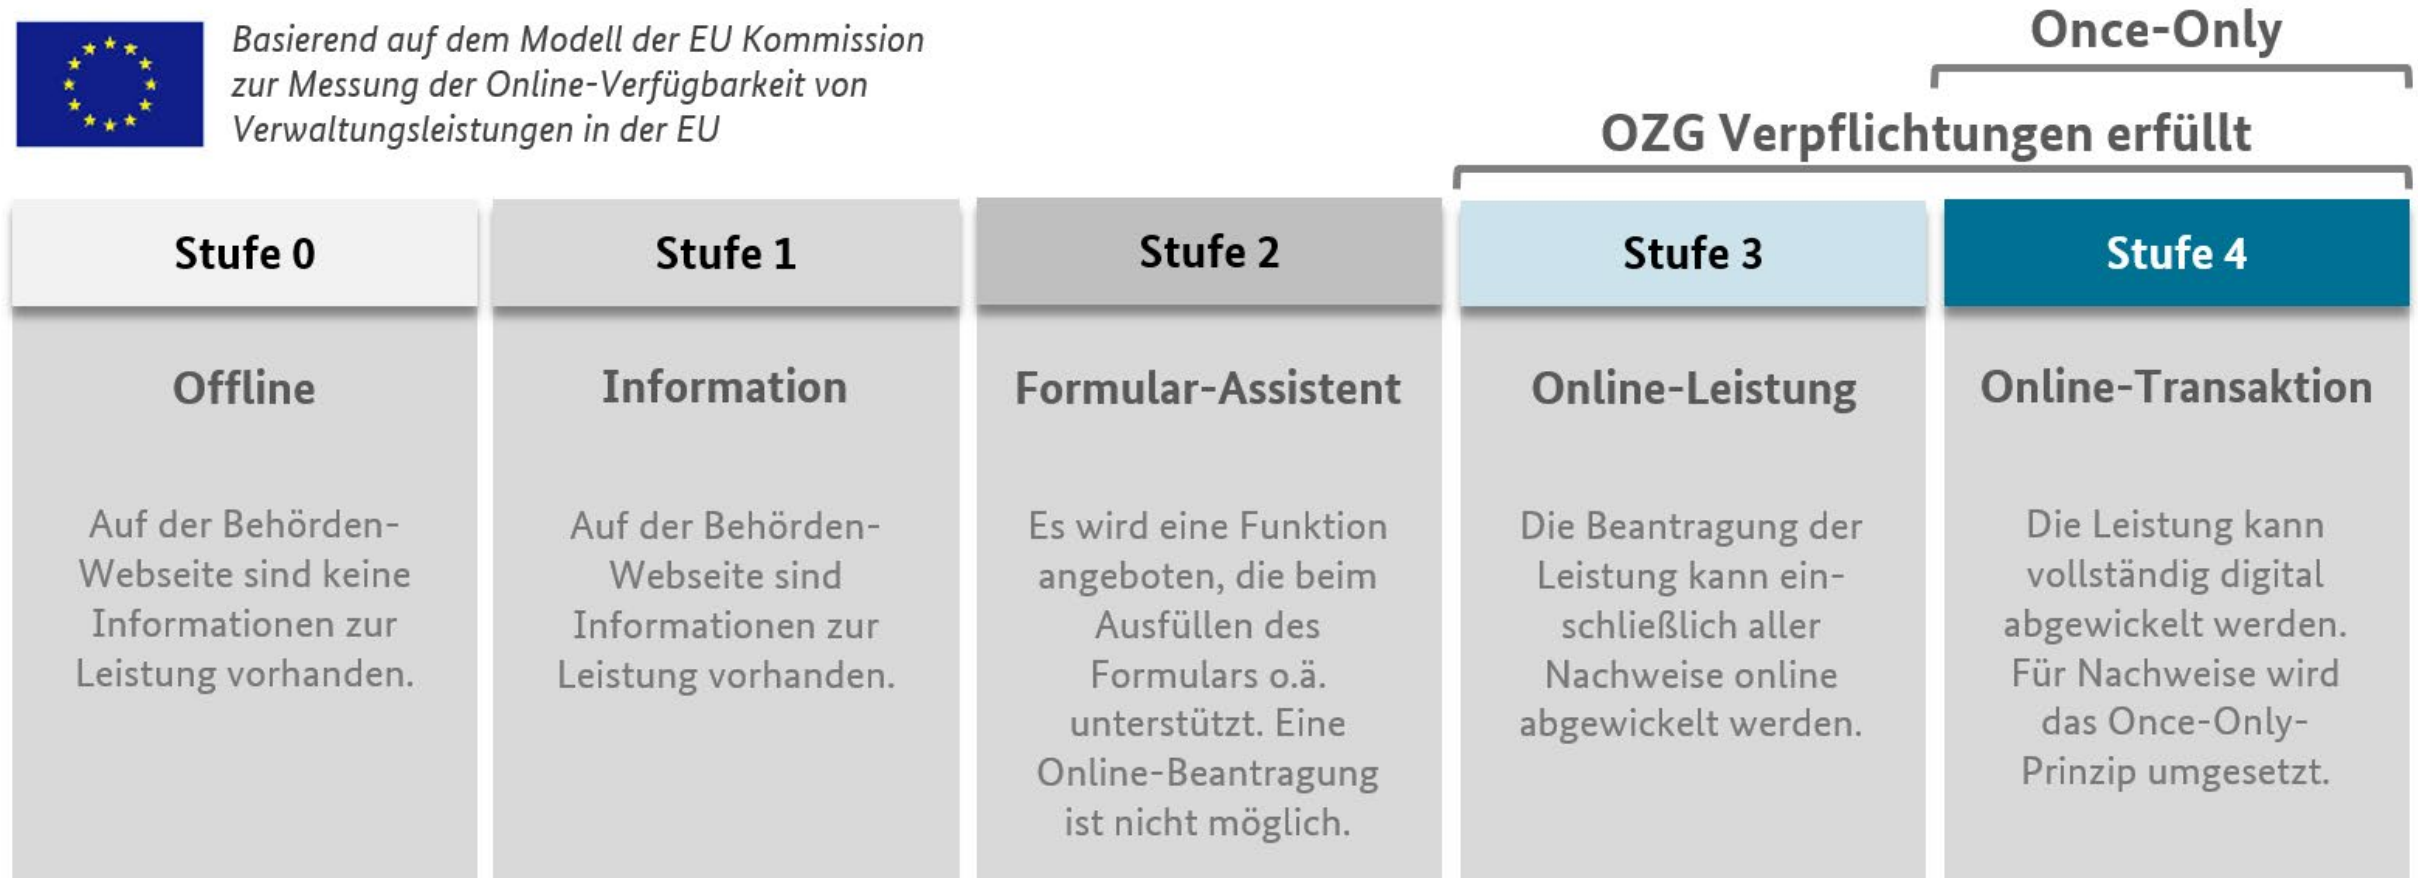 Basierend auf dem Modell der EU Kommission
zur Messung der Online-Verfügbarkeit von
Verwaltungsleistungen in der EU
Once-Only
OZG Verpflichtungen erfüllt
Stufe 0
Offline
Auf der Behörden-
Webseite sind keine
Informationen zur
Leistung vorhanden.
Stufe 1
Information
Auf der Behörden-
Webseite sind
Informationen zur
Leistung vorhanden.
Stufe 2
Formular-Assistent
Es wird eine Funktion
angeboten, die beim
Ausfüllen des
Formulars o.ä.
unterstützt. Eine
Online-Beantragung
ist nicht möglich.
Stufe 3
Online-Leistung
Die Beantragung der
Leistung kann ein-
schließlich aller
Nachweise online
abgewickelt werden.
Stufe 4
Online-Transaktion
Die Leistung kann
vollständig digital
abgewickelt werden.
Für Nachweise wird
das Once-Only-
Prinzip umgesetzt.